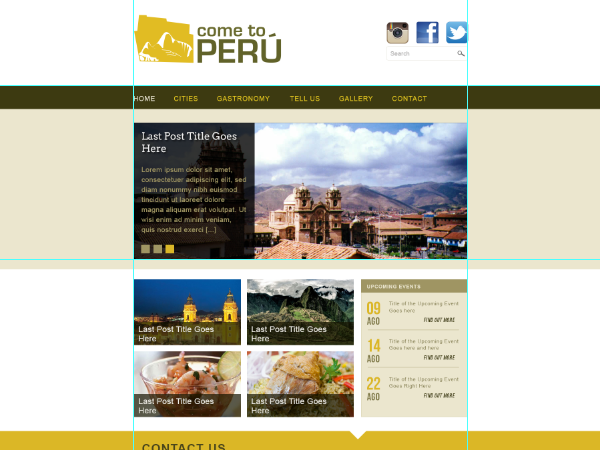 come to
PERÚ
Search
HOME CITIES GASTRONOMY TELL US GALLERY CONTACT
Last Post Title Goes
Here
Lorem ipsum dolor sit amet,
consectetuer adipiscing elit, sed
diam nonummy nibh euismod
tincidunt ut laoreet dolore
magna aliquam erat volutpat. Ut
wisi enim ad minim veniam,
quis nostrud exerci [...]
Last Post Title Goes
Here
Last Post Title Goes
Here
Last Post Title Goes
Here
Last Post Title Goes
Here
UPCOMING EVENTS
09
AGO
Title of the Upcoming Event
Goes here
FIND OUT MORE
14
AGO
Title of the Upcoming Event
Goes here and here
FIND OUT MORE
22
AGO
Title of the Upcoming Event
Goes Right Here
FIND OUT MORE
CONTACT US